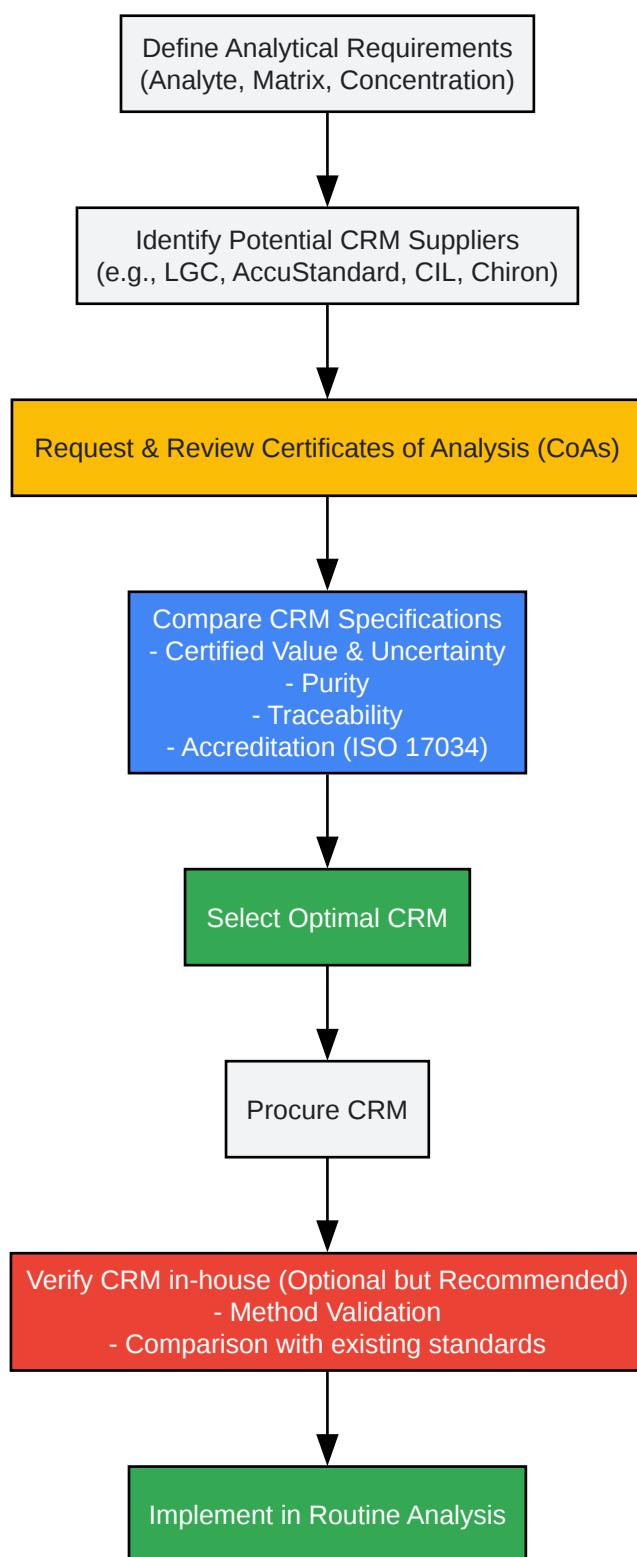 Define Analytical Requirements
(Analyte, Matrix, Concentration)
Identify Potential CRM Suppliers
(e.g., LGC, AccuStandard, CIL, Chiron)
Request & Review Certificates of Analysis (CoAs)
Compare CRM Specifications
- Certified Value & Uncertainty
- Purity
- Traceability
- Accreditation (ISO 17034)
Select Optimal CRM
Procure CRM
Verify CRM in-house (Optional but Recommended)
- Method Validation
- Comparison with existing standards
Implement in Routine Analysis